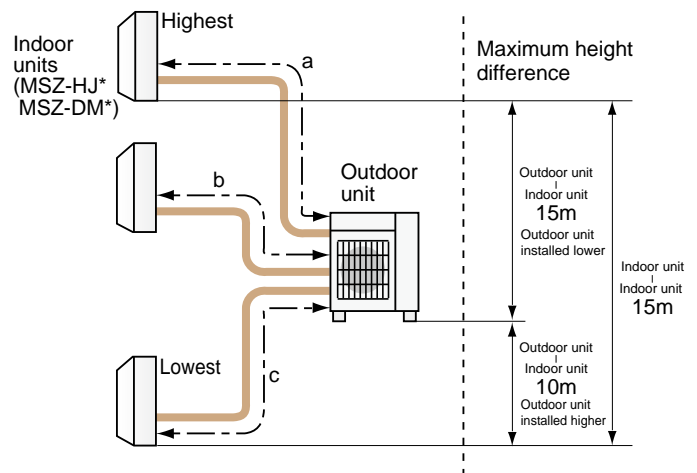 Highest
Indoor
units
(MSZ-HJ*
MSZ-DM*)
a
Maximum height
difference
b
Outdoor
unit
Outdoor unit
Indoor unit
15m
Outdoor unit
installed lower
Indoor unit
Indoor unit
15m
Lowest
c
Outdoor unit
Indoor unit
10m
Outdoor unit
installed higher